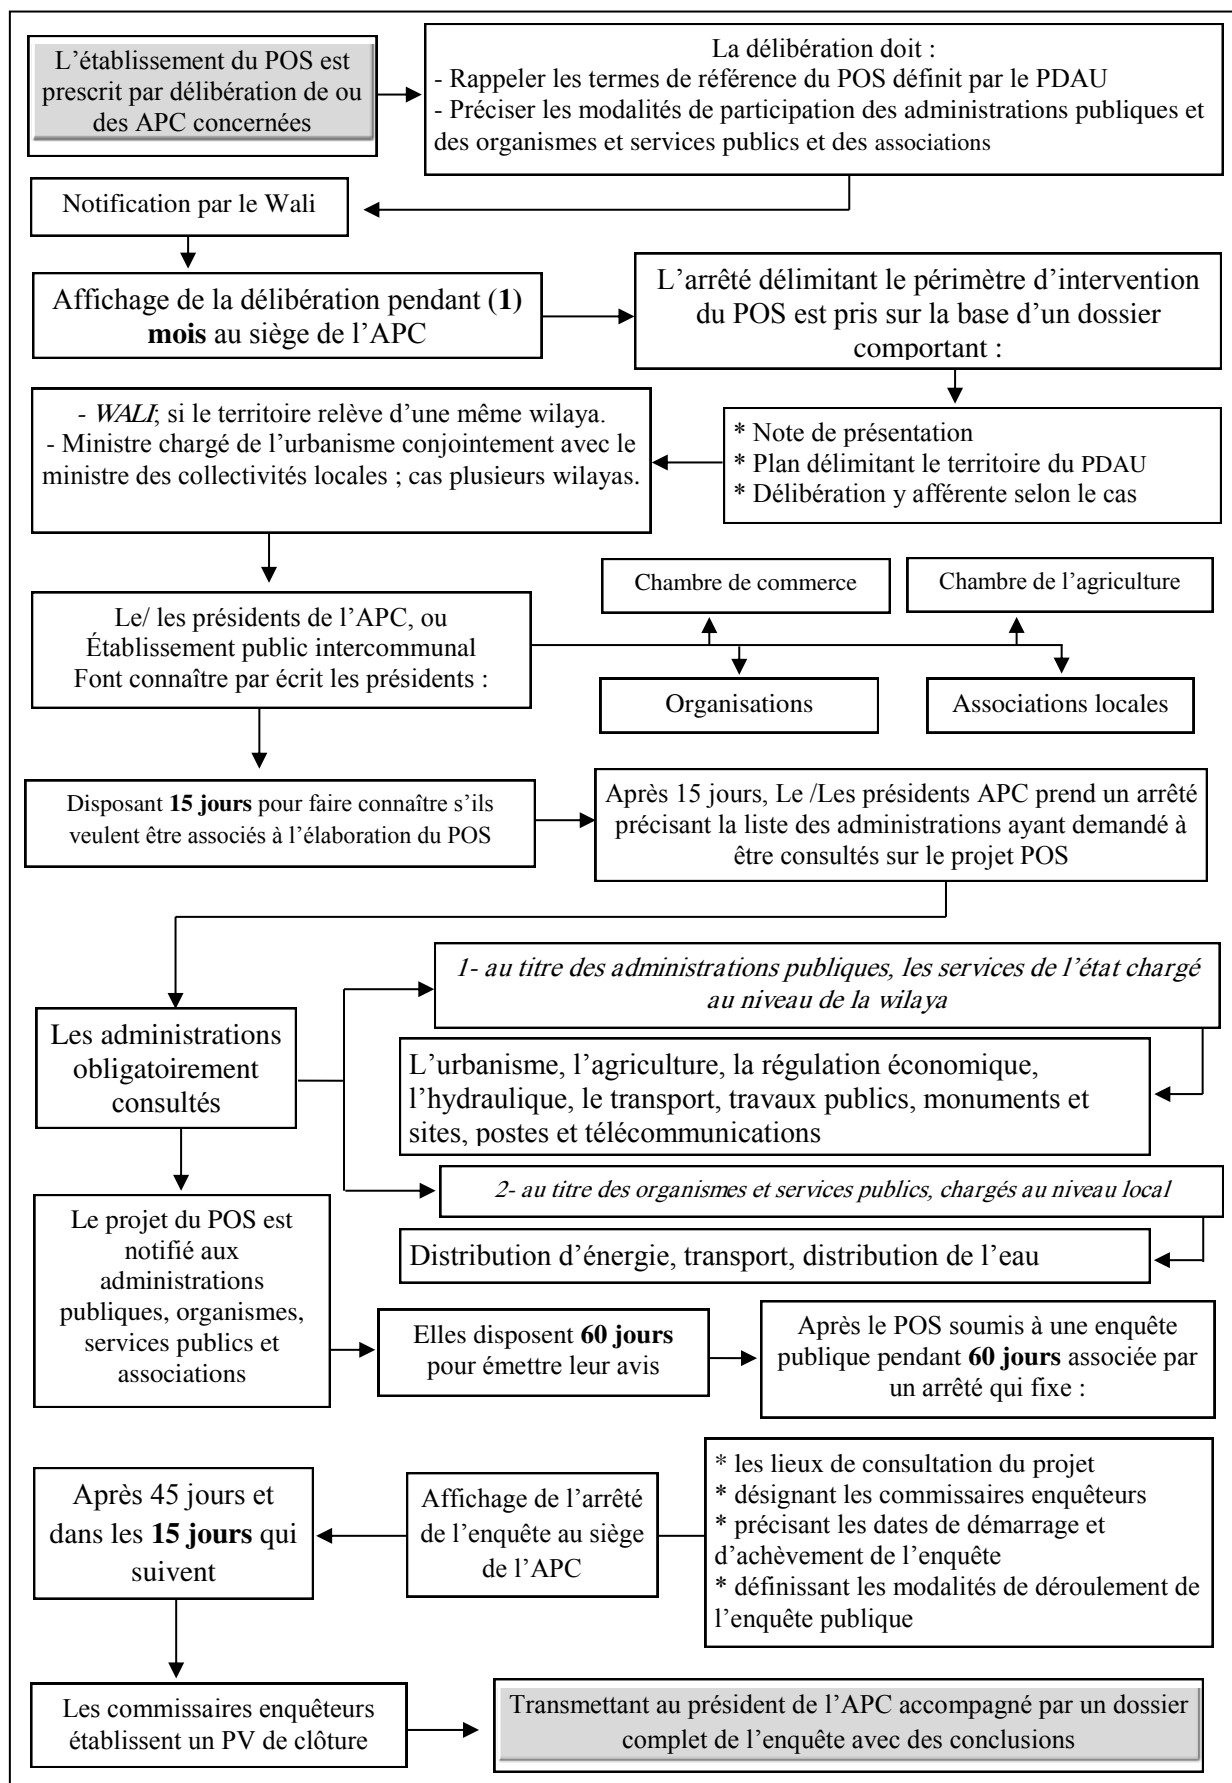 L'établissement du POS est
prescrit par délibération de ou
des APC concernées
La délibération doit :
- Rappeler les termes de référence du POS définit par le PDAU
- Préciser les modalités de participation des administrations publiques et
des organismes et services publics et des associations
Notification par le Wali
Affichage de la délibération pendant (1)
mois au siège de l'APC
L'arrêté délimitant le périmètre d'intervention
du POS est pris sur la base d'un dossier
comportant :
- WALI; si le territoire relève d'une même wilaya.
- Ministre chargé de l'urbanisme conjointement avec le
ministre des collectivités locales ; cas plusieurs wilayas.
* Note de présentation
* Plan délimitant le territoire du PDAU
* Délibération y afférente selon le cas
Chambre de commerce
Chambre de l'agriculture
Le/ les présidents de l'APC, ou
Établissement public intercommunal
Font connaître par écrit les présidents :
Organisations
Associations locales
Disposant 15 jours pour faire connaître s'ils
veulent être associés à l'élaboration du POS
Après 15 jours, Le /Les présidents APC prend un arrêté
précisant la liste des administrations ayant demandé à
être consultés sur le projet POS
1- au titre des administrations publiques, les services de l'état chargé
au niveau de la wilaya
Les administrations
obligatoirement
consultés
L'urbanisme, l'agriculture, la régulation économique,
l'hydraulique, le transport, travaux publics, monuments et
sites, postes et télécommunications
2- au titre des organismes et services publics, chargés au niveau local
Distribution d'énergie, transport, distribution de l'eau
Le projet du POS est
notifié aux
administrations
publiques, organismes,
services publics et
associations
Elles disposent 60 jours
pour émettre leur avis
Après le POS soumis à une enquête
publique pendant 60 jours associée par
un arrêté qui fixe :
* les lieux de consultation du projet
* désignant les commissaires enquêteurs
* précisant les dates de démarrage et
d'achèvement de l'enquête
* définissant les modalités de déroulement de
l'enquête publique
Affichage de l'arrêté
de l'enquête au siège
de l'APC
Après 45 jours et
dans les 15 jours qui
suivent
Les commissaires enquêteurs
établissent un PV de clôture
Transmettant au président de l'APC accompagné par un dossier
complet de l'enquête avec des conclusions